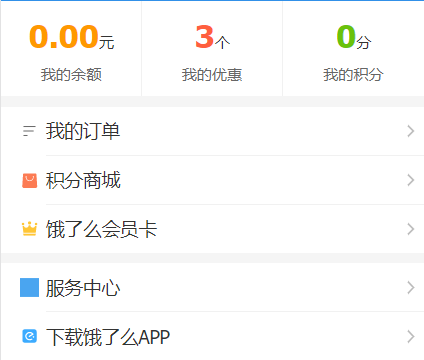 0.00元 3个 0分
我的余额 我的优惠 我的积分
我的订单
积分商城
饿了么会员卡
服务中心
下载饿了么APP